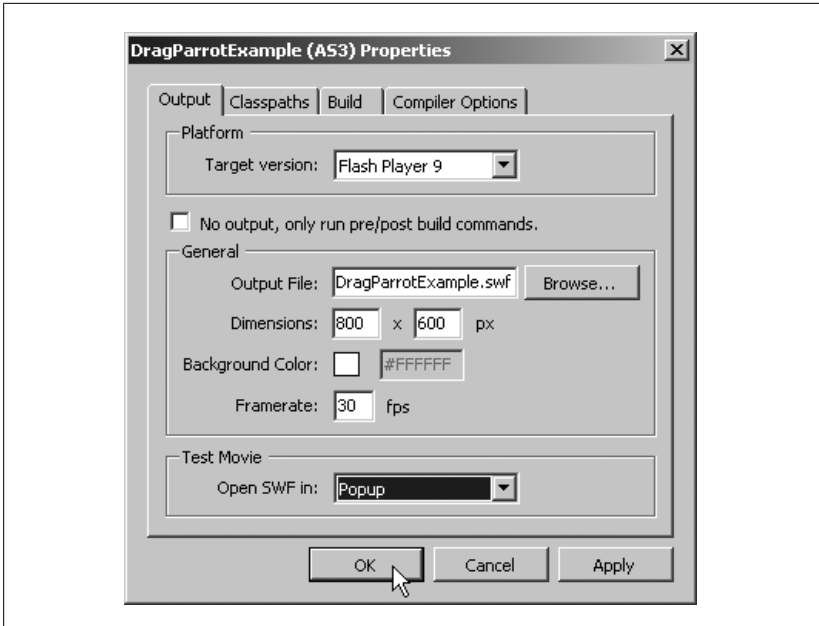 DragParrotExample (AS3) Properties
Output Classpaths Build Compiler Options
Platform
Target version: Flash Player 9
No output, only run pre/post build commands.
General
Output File: DragParrotExample.swf Browse...
Dimensions: 800 x 600 px
Background Color: #FFFFFF
Framerate: 30 fps
Test Movie
Open SWF in: Popup
OK Cancel Apply